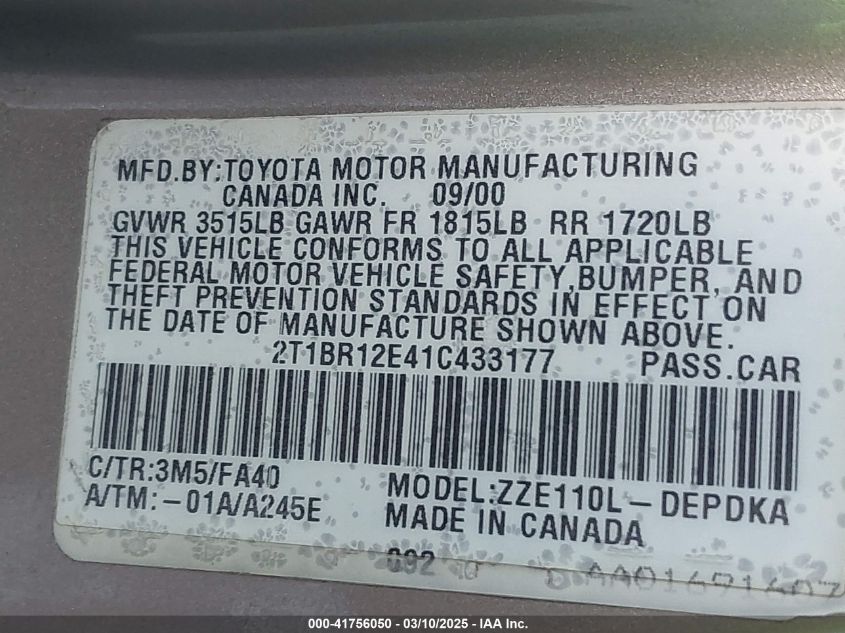 MFD.BY:TOYOTA MOTOR MANUFACTURING
CANADA INC. 09/00
GVWR 3515LB GAWR FR 1815LB RR 1720LB
THIS VEHICLE CONFORMS TO ALL APPLICABLE
FEDERAL MOTOR VEHICLE SAFETY,BUMPER, AND
THEFT PREVENTION STANDARDS IN EFFECT ON
THE DATE OF MANUFACTURE SHOWN ABOVE.
2T1BR12E41C433177 PASS.CAR
C/TR:3M5/FA40
A/TM:-01A/A245E
MODEL:ZZE110L-DEPDKA
MADE IN CANADA
000-41756050 - 03/10/2025 - IAA Inc.